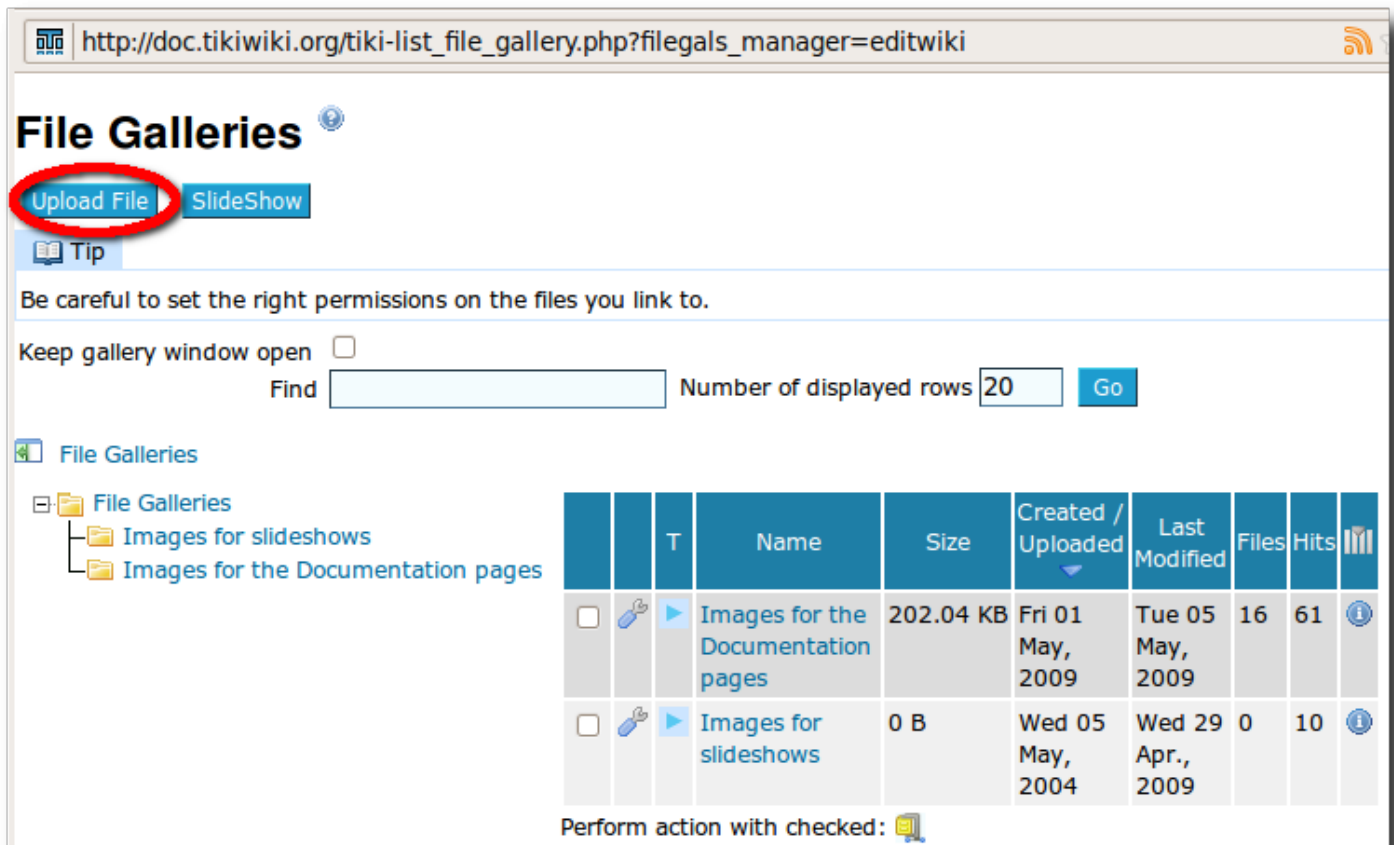 http://doc.tikiwiki.org/tiki-list_file_gallery.php?filegals_manager=editwiki
File Galleries
Upload File SlideShow
Tip
Be careful to set the right permissions on the files you link to.
Keep gallery window open
Find Number of displayed rows 20 Go
File Galleries
File Galleries
Images for slideshows
Images for the Documentation pages
T Name Size Created / Uploaded Last Modified Files Hits
Images for the Documentation pages 202.04 KB Fri 01 May, 2009 Tue 05 May, 2009 16 61
Images for slideshows 0 B Wed 05 May, 2004 Wed 29 Apr., 2009 0 10
Perform action with checked: